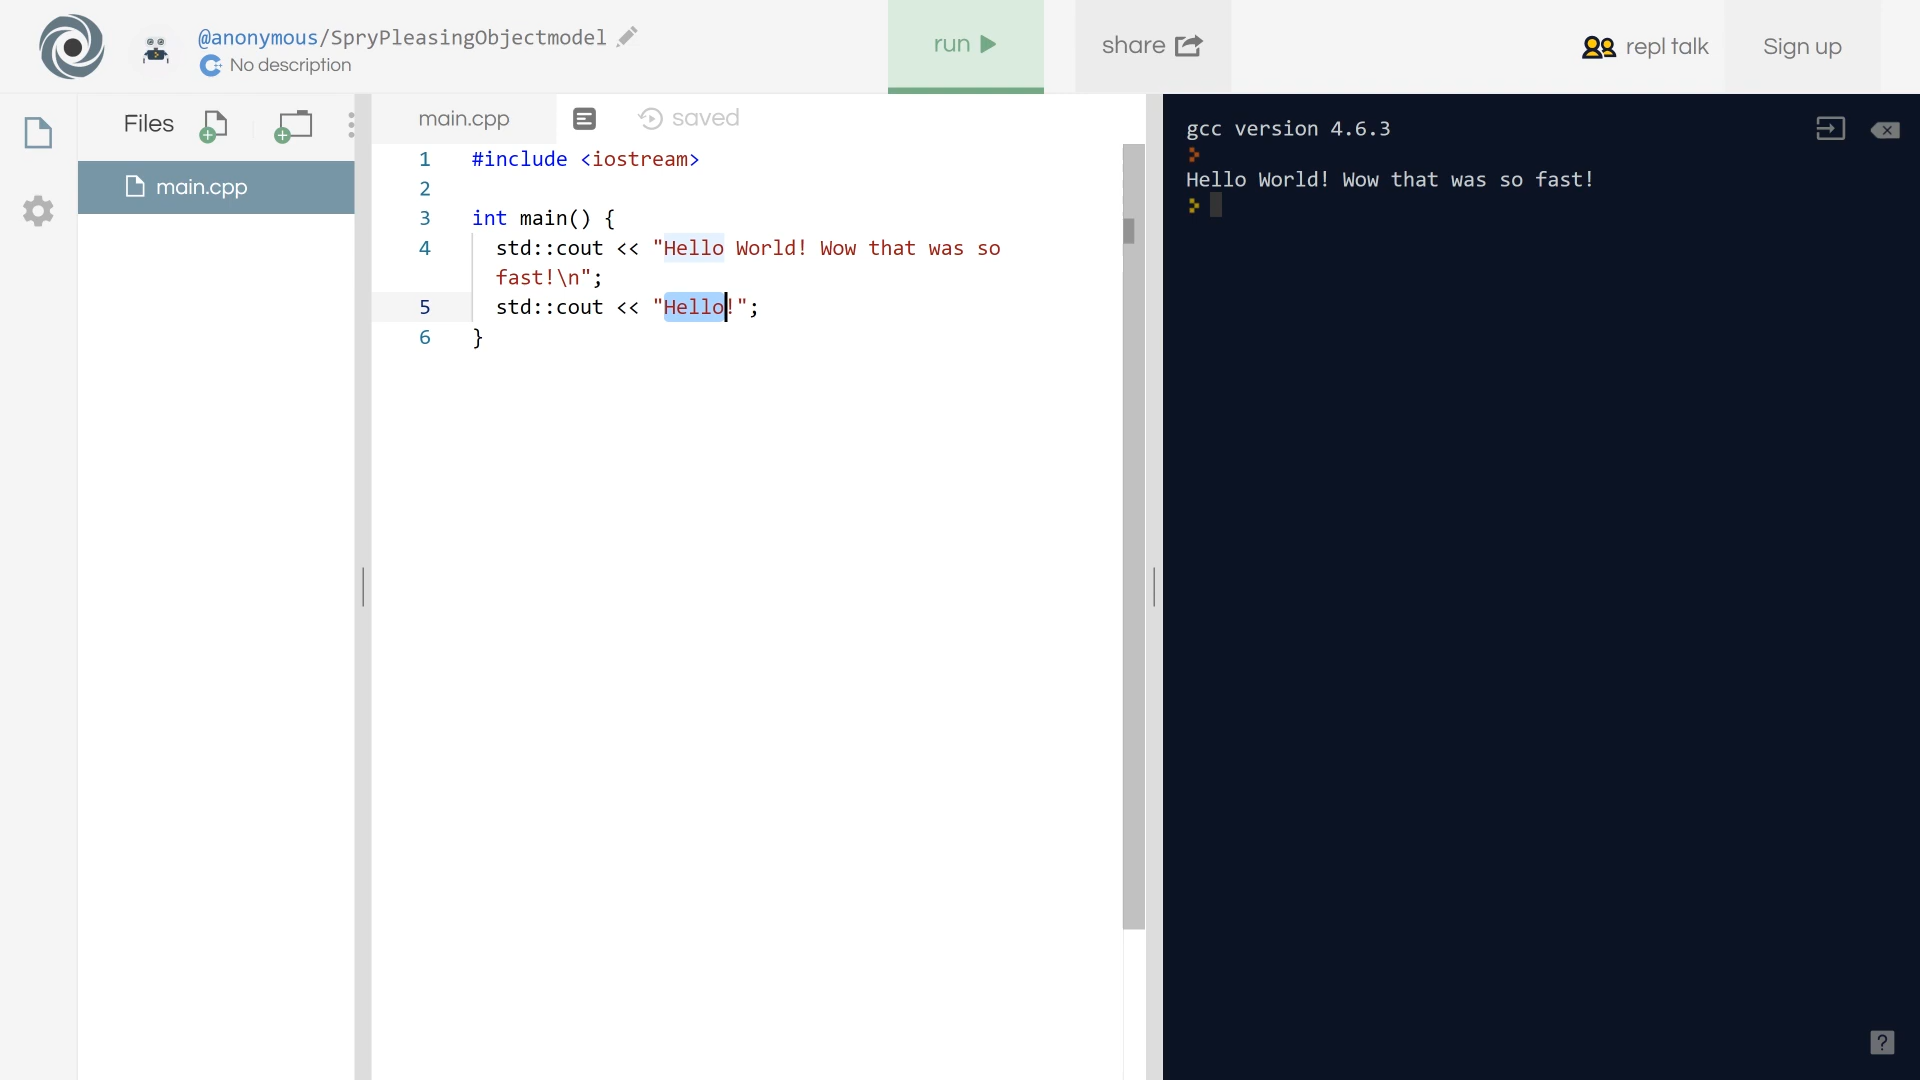 @anonymous/SpryPleasingObjectmodel
No description
run
share
repl talk
Sign up
Files
main.cpp
main.cpp
saved
1 #include <iostream>
2
3 int main() {
4 std::cout << "Hello World! Wow that was so
fast!\n";
5 std::cout << "Hello!";
6 }
gcc version 4.6.3
Hello World! Wow that was so fast!
?